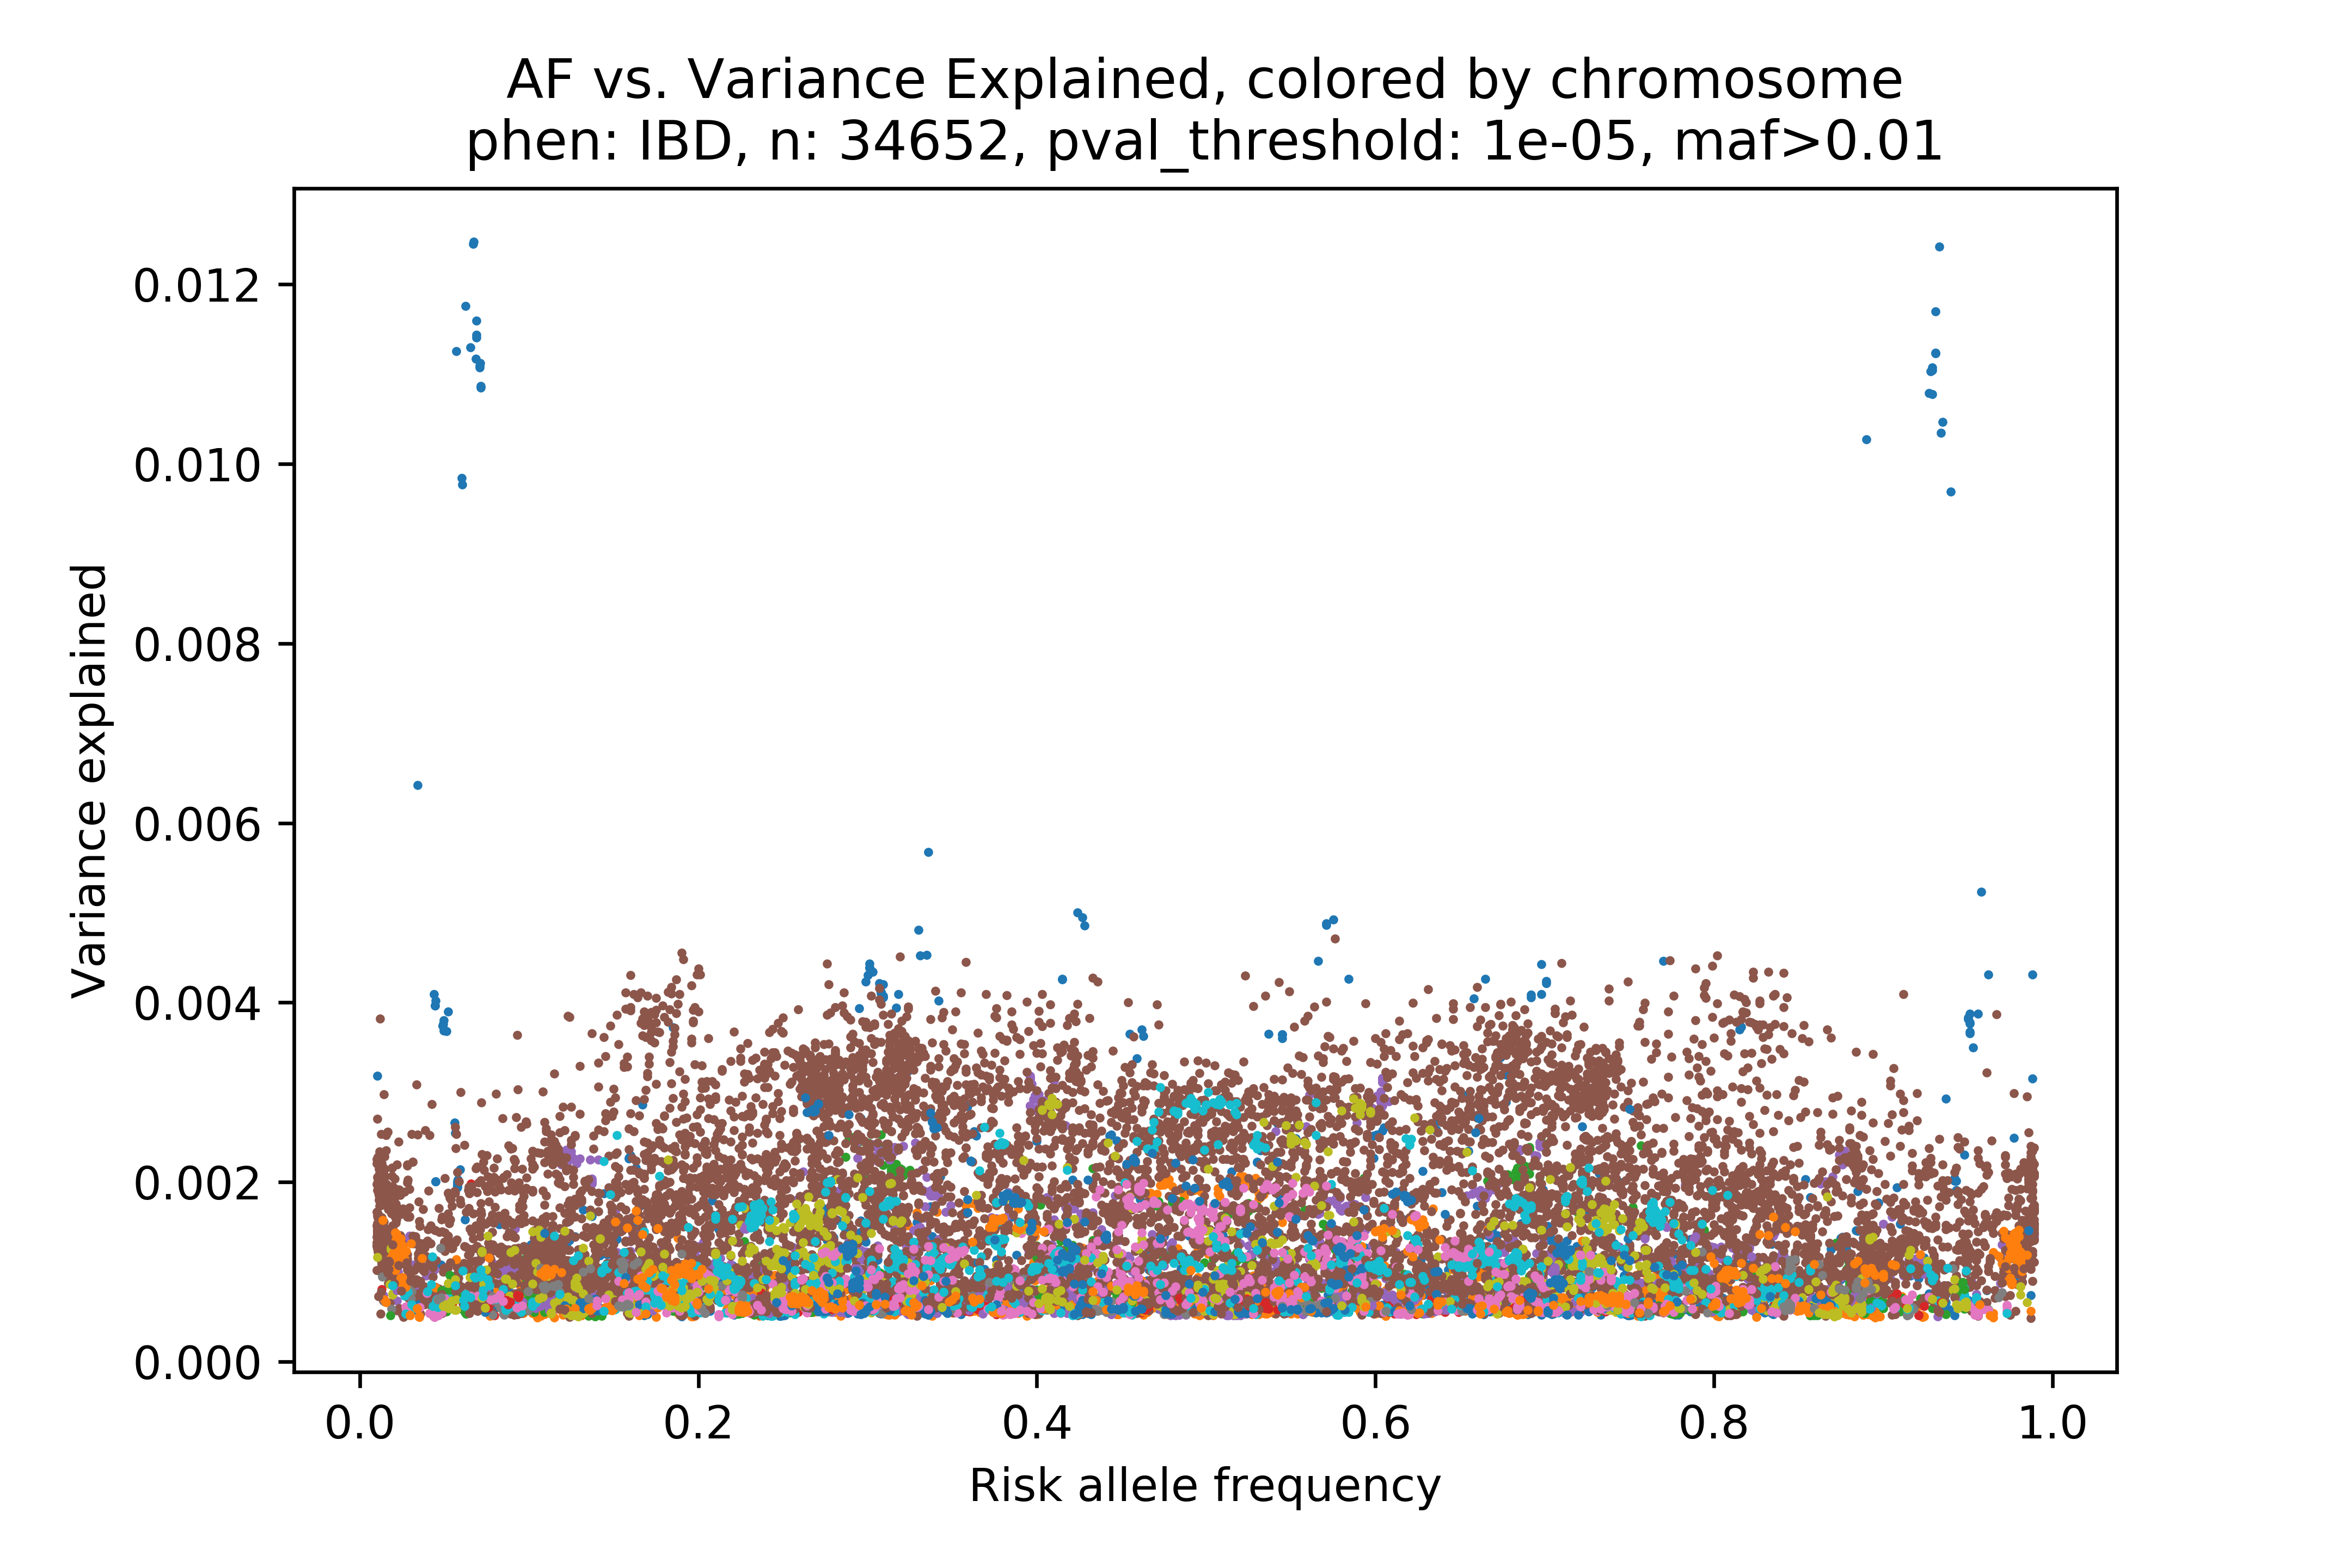 AF vs. Variance Explained, colored by chromosome
phen: IBD, n: 34652, pval_threshold: 1e-05, maf>0.01
Variance explained
0.012
0.010
0.008
0.006
0.004
0.002
0.000
0.0 0.2 0.4 0.6 0.8 1.0
Risk allele frequency